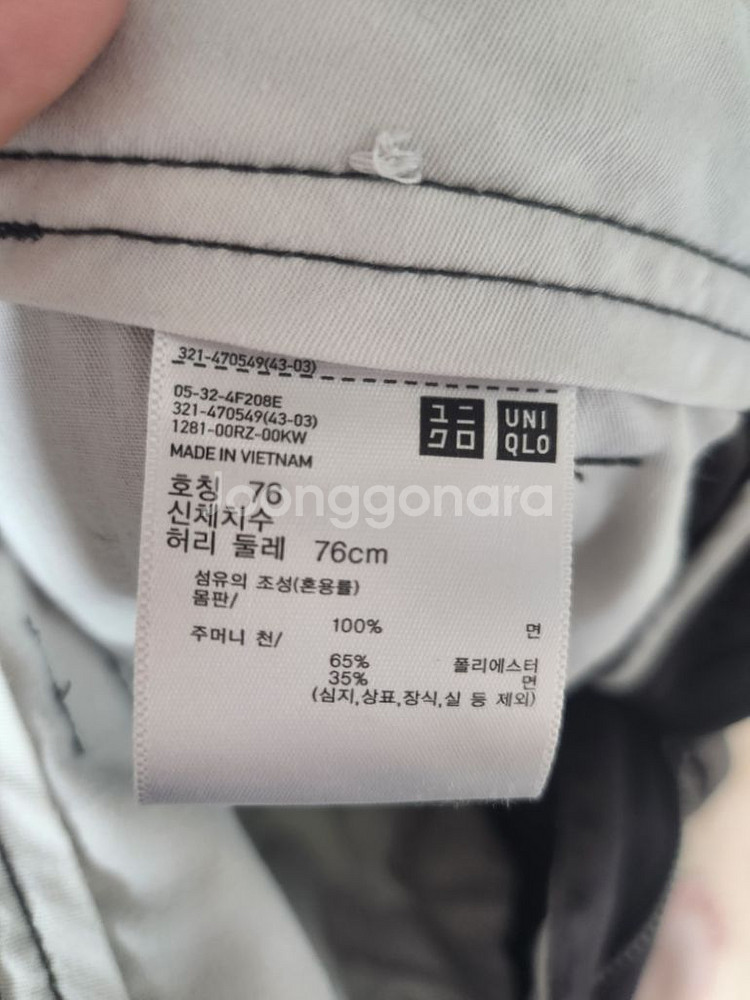 321-470549(43-03)
05-32-4F208E
321-470549(43-03)
1281-00RZ-00KW
MADE IN VIETNAM
ユニ
クロ
UNI
QLO
호칭 76
joonggonara
신체치수
허리 둘레 76cm
섬유의 조성(혼용률)
몸판/
100% 면
주머니 천/
65% 폴리에스터
35% 면
(심지,상표,장식,실 등 제외)